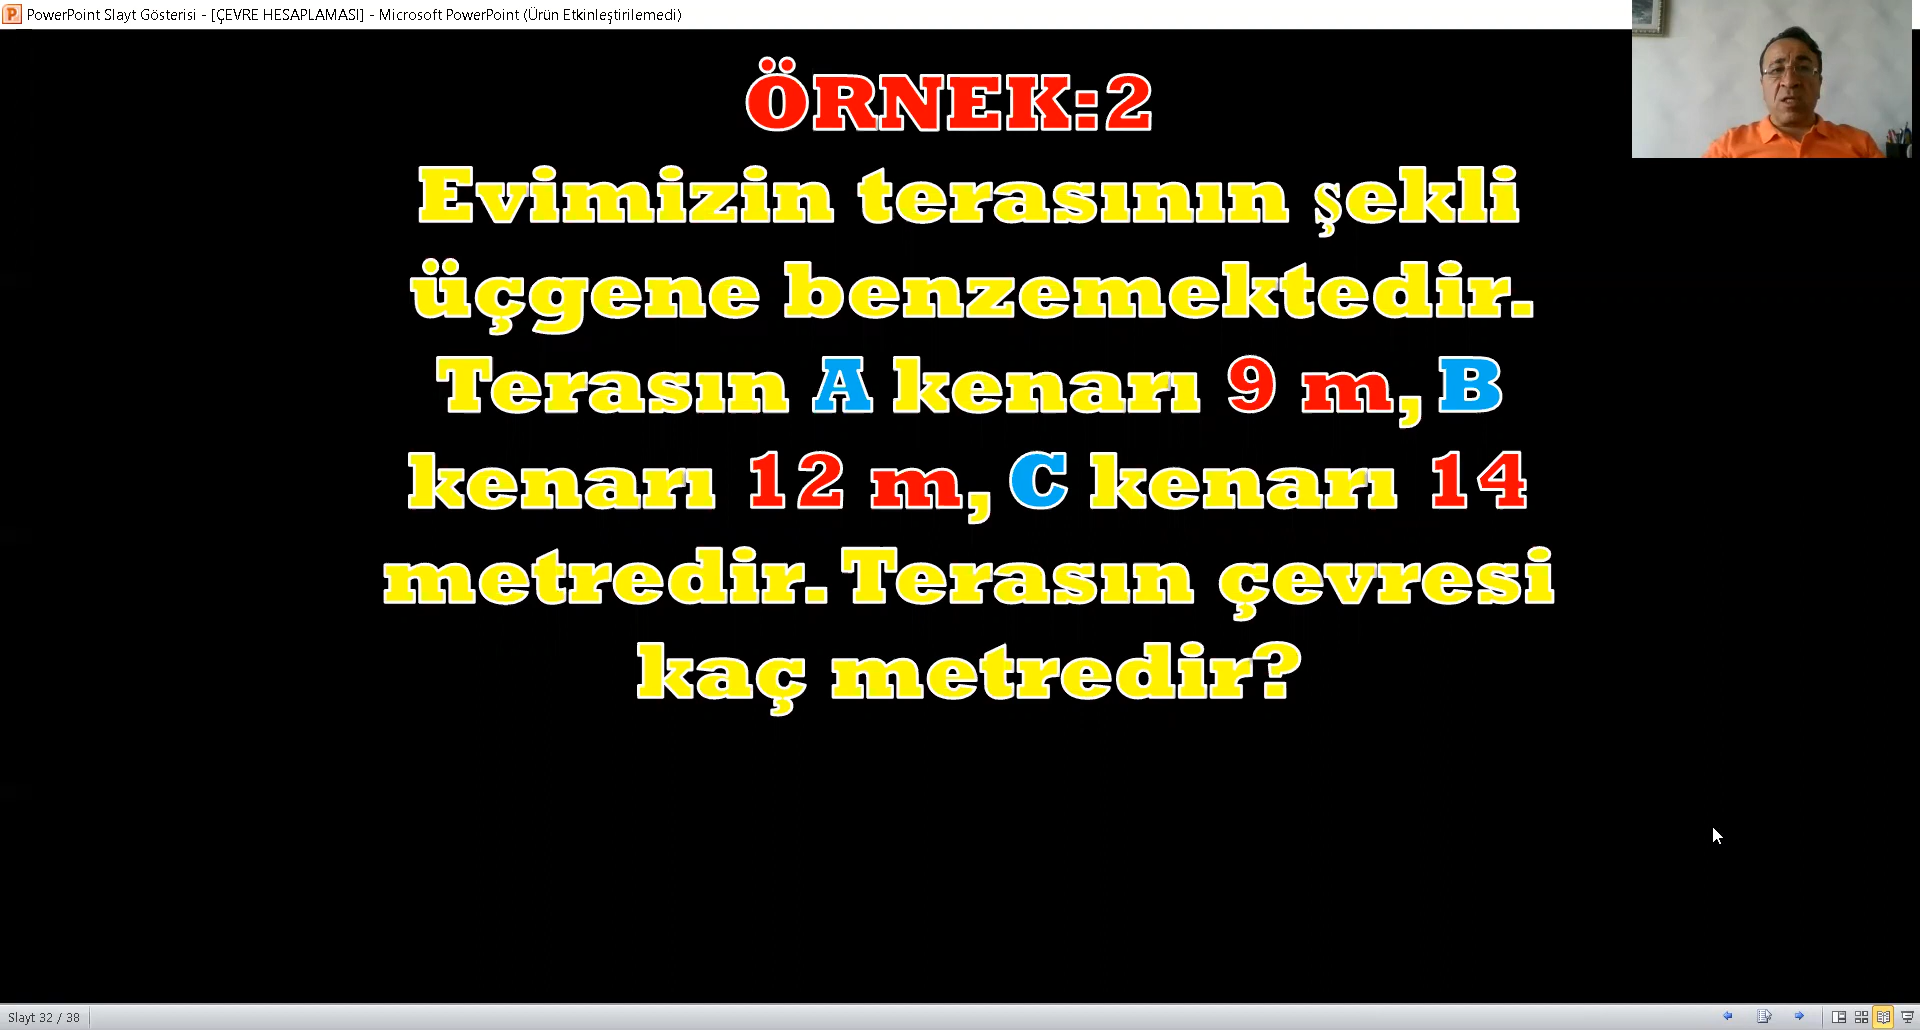 PowerPoint Slayt Gösterisi - [ÇEVRE HESAPLAMASI] - Microsoft PowerPoint (Ürün Etkinleştirilemedi)
ÖRNEK:2
Evimizin terasının şekli
üçgene benzemektedir.
Terasın A kenarı 9 m, B
kenarı 12 m, C kenarı 14
metredir. Terasın çevresi
kaç metredir?
Slayt 32 / 38